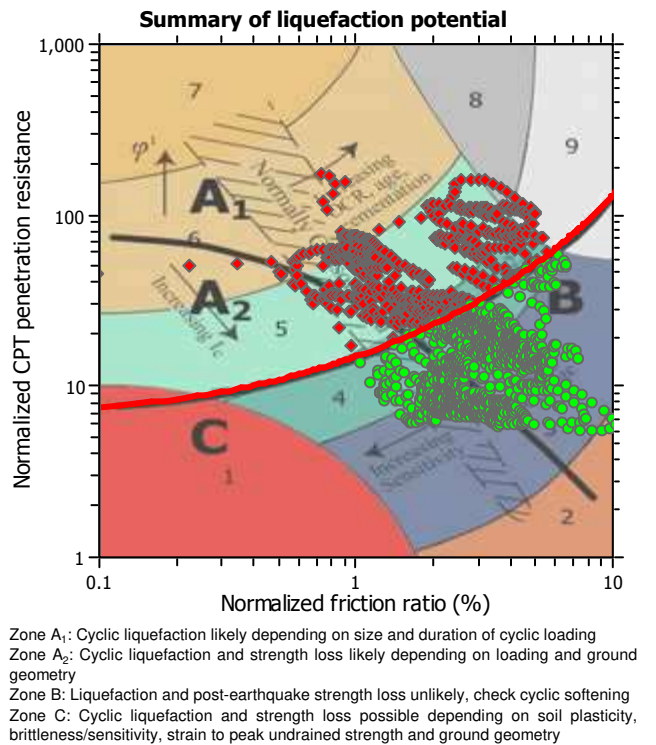 Summary of liquefaction potential
Normalized CPT penetration resistance
1,000
100
10
1
7
8
9
φ'
A1
Normally
Increasing
OCR, age,
cementation
6
A2
Increasing Ic
5
B
4
C
1
Increasing
Sensitivity
3
2
0.1
1
10
Normalized friction ratio (%)
Zone A₁: Cyclic liquefaction likely depending on size and duration of cyclic loading
Zone A₂: Cyclic liquefaction and strength loss likely depending on loading and ground
geometry
Zone B: Liquefaction and post-earthquake strength loss unlikely, check cyclic softening
Zone C: Cyclic liquefaction and strength loss possible depending on soil plasticity,
brittleness/sensitivity, strain to peak undrained strength and ground geometry